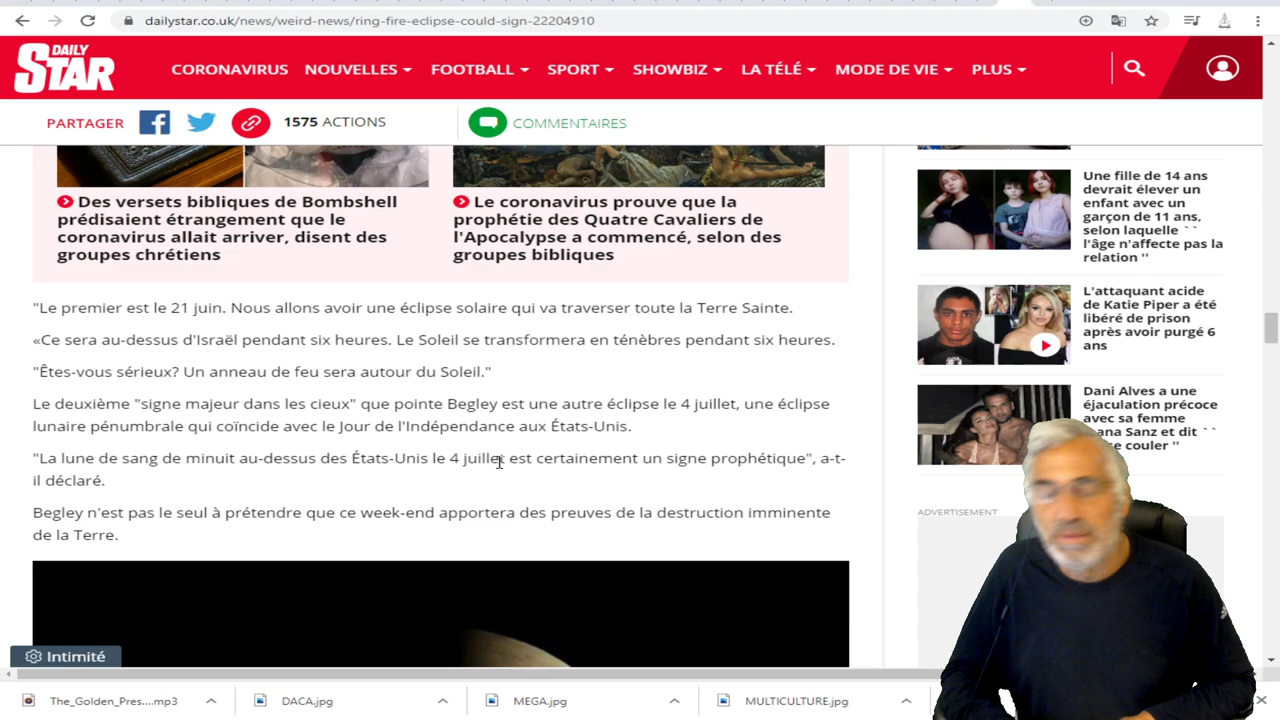 dailystar.co.uk/news/weird-news/ring-fire-eclipse-could-sign-22204910
DAILY
STAR
CORONAVIRUS NOUVELLES FOOTBALL SPORT SHOWBIZ LA TÉLÉ MODE DE VIE PLUS
PARTAGER 1575 ACTIONS COMMENTAIRES
Des versets bibliques de Bombshell
prédisaient étrangement que le
coronavirus allait arriver, disent des
groupes chrétiens
Le coronavirus prouve que la
prophétie des Quatre Cavaliers de
l'Apocalypse a commencé, selon des
groupes bibliques
"Le premier est le 21 juin. Nous allons avoir une éclipse solaire qui va traverser toute la Terre Sainte.
«Ce sera au-dessus d'Israël pendant six heures. Le Soleil se transformera en ténèbres pendant six heures.
"Êtes-vous sérieux? Un anneau de feu sera autour du Soleil."
Le deuxième "signe majeur dans les cieux" que pointe Begley est une autre éclipse le 4 juillet, une éclipse
lunaire pénumbrale qui coïncide avec le Jour de l'Indépendance aux États-Unis.
"La lune de sang de minuit au-dessus des États-Unis le 4 juillet est certainement un signe prophétique", a-t-
il déclaré.
Begley n'est pas le seul à prétendre que ce week-end apportera des preuves de la destruction imminente
de la Terre.
Une fille de 14 ans
devrait élever un
enfant avec un
garçon de 11 ans,
selon laquelle ``
l'âge n'affecte pas la
relation ''
L'attaquant acide
de Katie Piper a été
libéré de prison
après avoir purgé 6
ans
Dani Alves a une
éjaculation précoce
avec sa femme
ana Sanz et dit ``
se couler ''
ADVERTISEMENT
Intimité
The_Golden_Pres....mp3 DACA.jpg MEGA.jpg MULTICULTURE.jpg